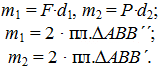 m₁ = F·d₁, m₂ = P·d₂;
m₁ = 2 · пл.ΔABB´´;
m₂ = 2 · пл.ΔABB´.